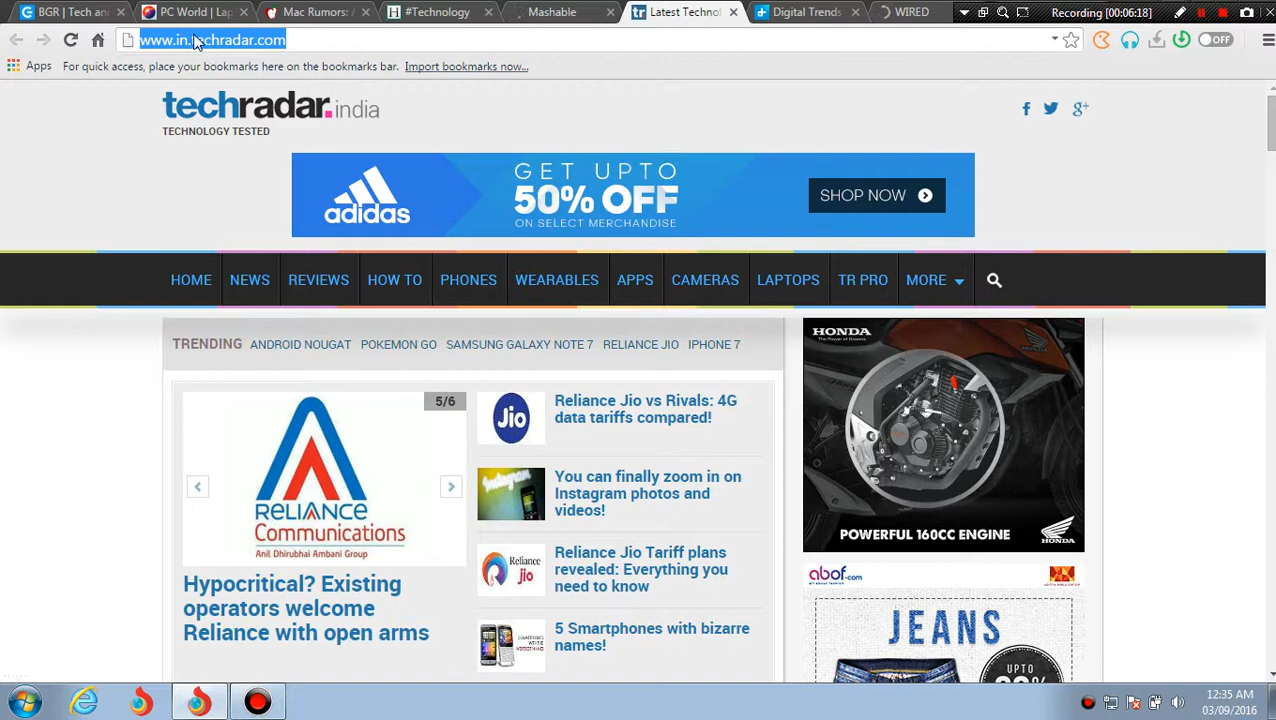 BGR | Tech and
PC World | Lap
Mac Rumors: A
#Technology
Mashable
Latest Technol
Digital Trends
WIRED
Recording [00:06:18]
www.in.techradar.com
OFF
Apps
For quick access, place your bookmarks here on the bookmarks bar. Import bookmarks now...
techradar.india
TECHNOLOGY TESTED
adidas
GET UPTO
50% OFF
ON SELECT MERCHANDISE
SHOP NOW
HOME NEWS REVIEWS HOW TO PHONES WEARABLES APPS CAMERAS LAPTOPS TR PRO MORE
TRENDING ANDROID NOUGAT POKEMON GO SAMSUNG GALAXY NOTE 7 RELIANCE JIO IPHONE 7
5/6
RELIANCE
Communications
Anil Dhirubhai Ambani Group
Hypocritical? Existing
operators welcome
Reliance with open arms
Jio
Reliance Jio vs Rivals: 4G
data tariffs compared!
Instagram
You can finally zoom in on
Instagram photos and
videos!
Reliance
jio
Reliance Jio Tariff plans
revealed: Everything you
need to know
5 Smartphones with bizarre
names!
HONDA
The Power of Dreams
POWERFUL 160CC ENGINE
HONDA
abof.com
JEANS
UPTO
12:35 AM
03/09/2016